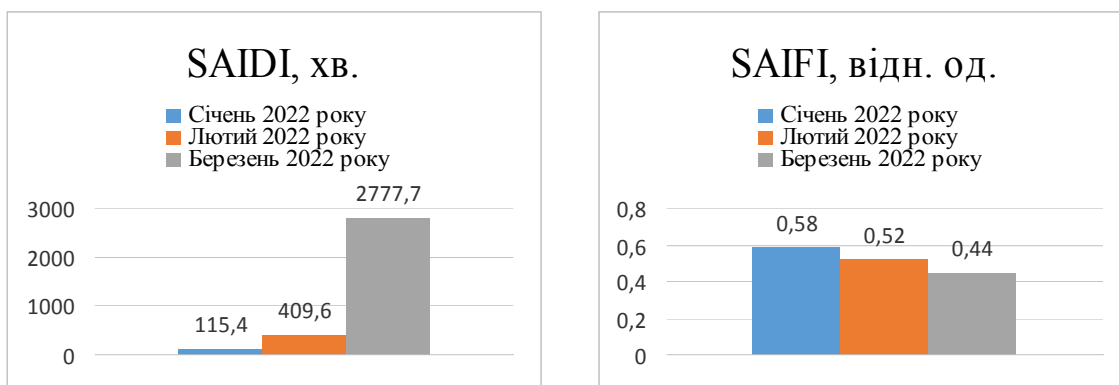 SAIDI, хв.
Січень 2022 року
Лютий 2022 року
Березень 2022 року
2777,7
3000
2000
1000
0
409,6
115,4
SAIFI, відн. од.
Січень 2022 року
Лютий 2022 року
Березень 2022 року
0,8
0,6
0,4
0,2
0
0,58
0,52
0,44